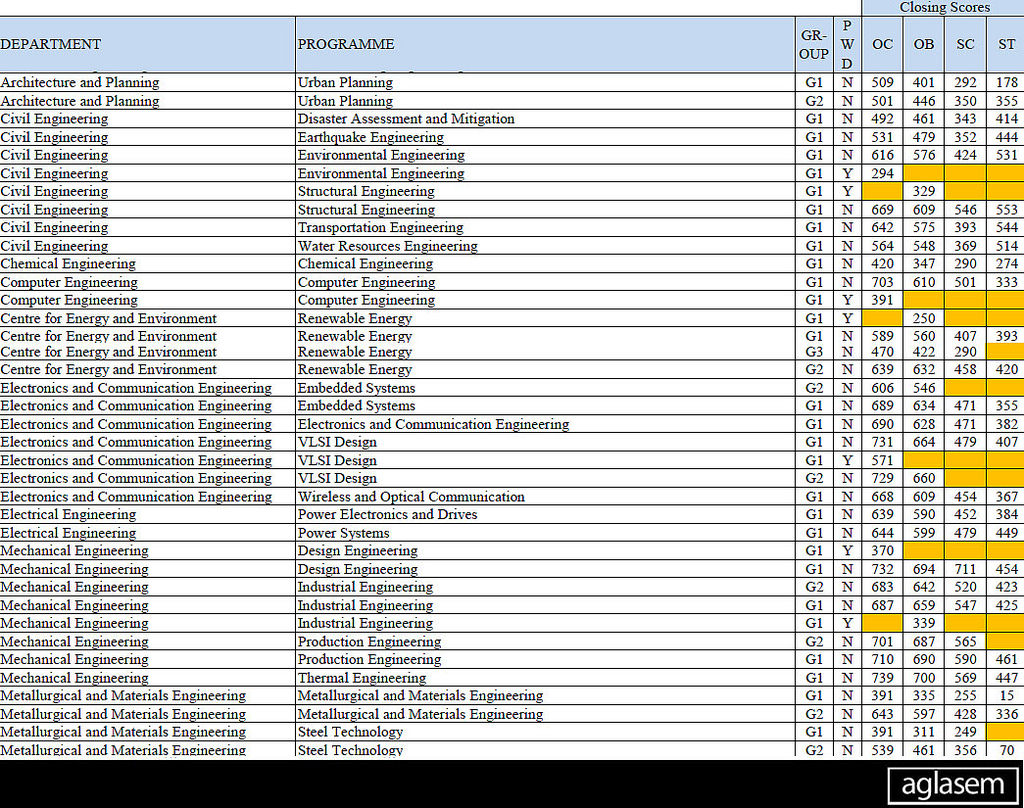 Closing Scores
DEPARTMENT PROGRAMME GR-OUP PWD OC OB SC ST
Architecture and Planning Urban Planning G1 N 509 401 292 178
Architecture and Planning Urban Planning G2 N 501 446 350 355
Civil Engineering Disaster Assessment and Mitigation G1 N 492 461 343 414
Civil Engineering Earthquake Engineering G1 N 531 479 352 444
Civil Engineering Environmental Engineering G1 N 616 576 424 531
Civil Engineering Environmental Engineering G1 Y 294
Civil Engineering Structural Engineering G1 Y 329
Civil Engineering Structural Engineering G1 N 669 609 546 553
Civil Engineering Transportation Engineering G1 N 642 575 393 544
Civil Engineering Water Resources Engineering G1 N 564 548 369 514
Chemical Engineering Chemical Engineering G1 N 420 347 290 274
Computer Engineering Computer Engineering G1 N 703 610 501 333
Computer Engineering Computer Engineering G1 Y 391
Centre for Energy and Environment Renewable Energy G1 Y 250
Centre for Energy and Environment Renewable Energy G1 N 589 560 407 393
Centre for Energy and Environment Renewable Energy G3 N 470 422 290
Centre for Energy and Environment Renewable Energy G2 N 639 632 458 420
Electronics and Communication Engineering Embedded Systems G2 N 606 546
Electronics and Communication Engineering Embedded Systems G1 N 689 634 471 355
Electronics and Communication Engineering Electronics and Communication Engineering G1 N 690 628 471 382
Electronics and Communication Engineering VLSI Design G1 N 731 664 479 407
Electronics and Communication Engineering VLSI Design G1 Y 571
Electronics and Communication Engineering VLSI Design G2 N 729 660
Electronics and Communication Engineering Wireless and Optical Communication G1 N 668 609 454 367
Electrical Engineering Power Electronics and Drives G1 N 639 590 452 384
Electrical Engineering Power Systems G1 N 644 599 479 449
Mechanical Engineering Design Engineering G1 Y 370
Mechanical Engineering Design Engineering G1 N 732 694 711 454
Mechanical Engineering Industrial Engineering G2 N 683 642 520 423
Mechanical Engineering Industrial Engineering G1 N 687 659 547 425
Mechanical Engineering Industrial Engineering G1 Y 339
Mechanical Engineering Production Engineering G2 N 701 687 565
Mechanical Engineering Production Engineering G1 N 710 690 590 461
Mechanical Engineering Thermal Engineering G1 N 739 700 569 447
Metallurgical and Materials Engineering Metallurgical and Materials Engineering G1 N 391 335 255 15
Metallurgical and Materials Engineering Metallurgical and Materials Engineering G2 N 643 597 428 336
Metallurgical and Materials Engineering Steel Technology G1 N 391 311 249
Metallurgical and Materials Engineering Steel Technology G2 N 539 461 356 70
aglasem